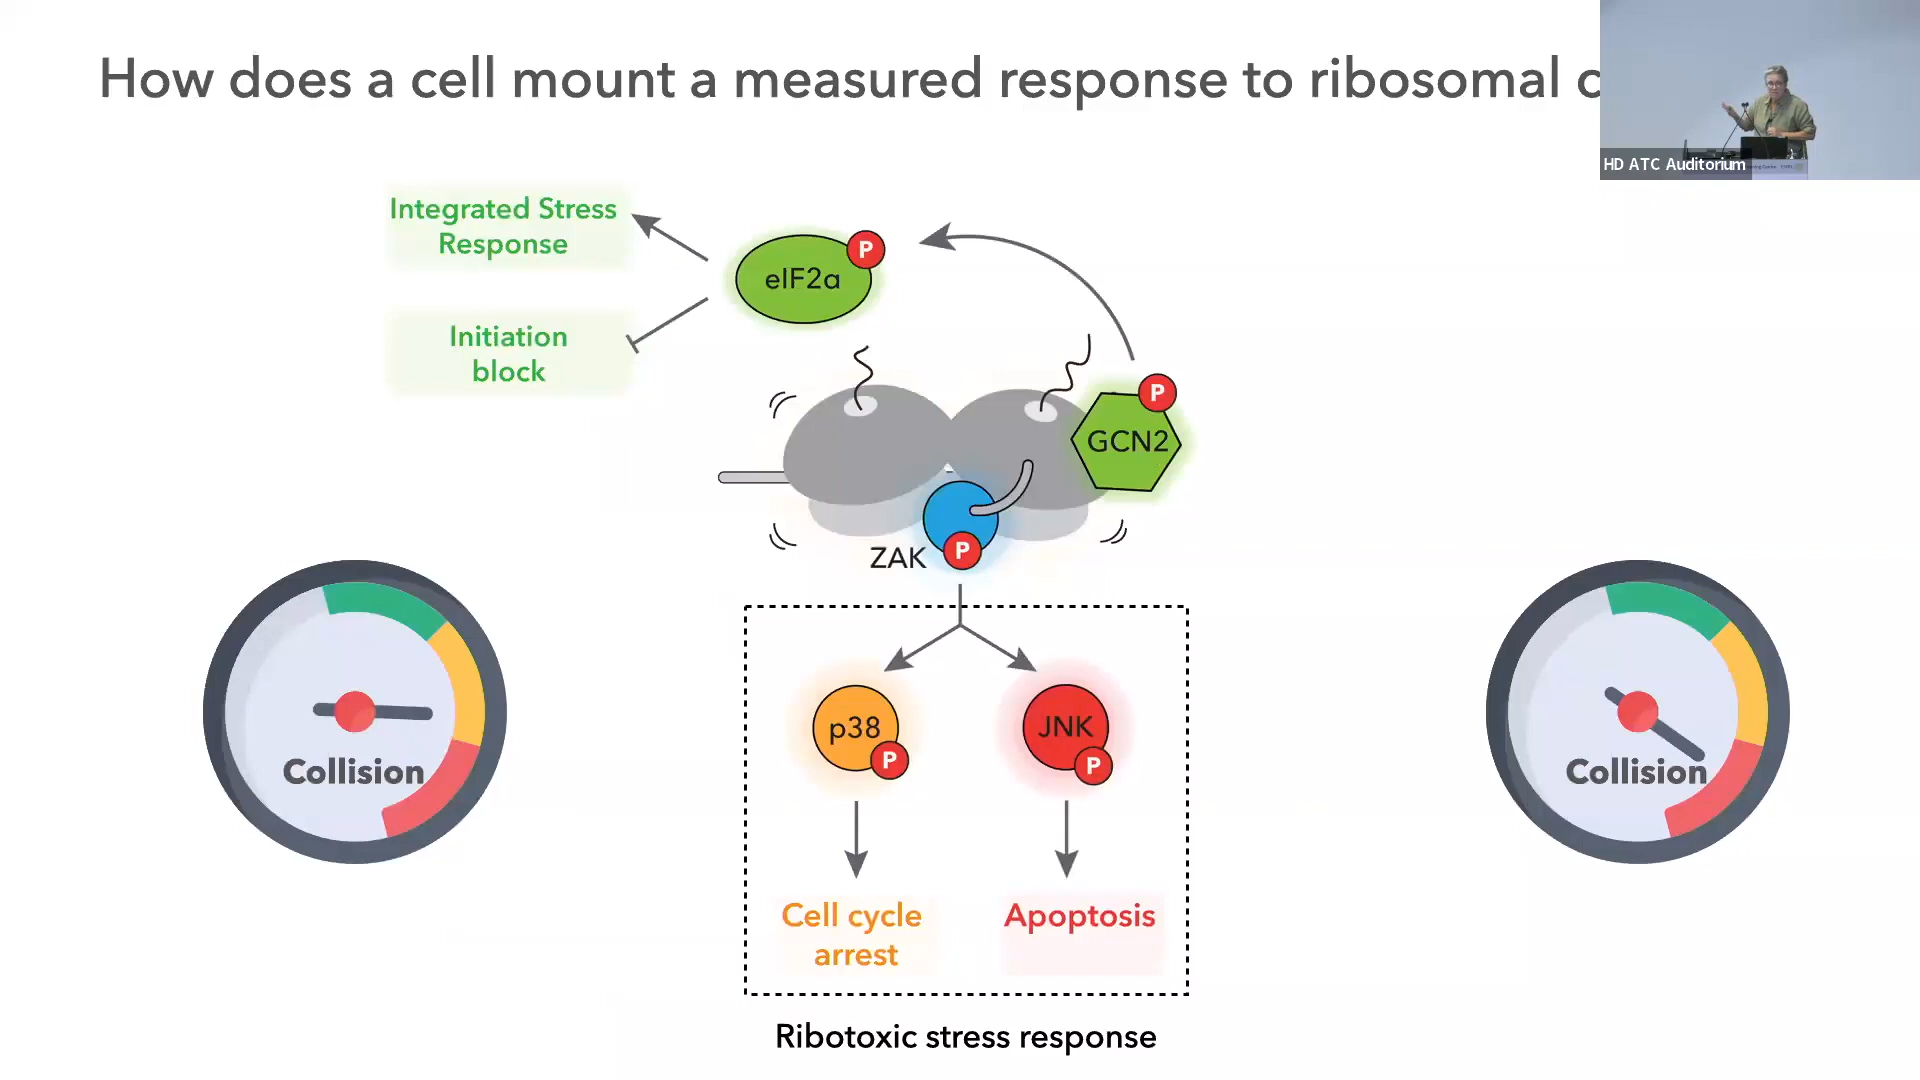 How does a cell mount a measured response to ribosomal
HD ATC Auditorium
Integrated Stress
Response
P
eIF2α
Initiation
block
P
GCN2
ZAK
P
p38
P
JNK
P
Collision
Collision
Cell cycle
arrest
Apoptosis
Ribotoxic stress response